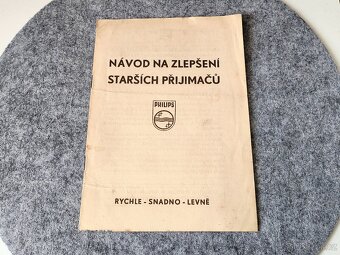 NÁVOD NA ZLEPŠENÍ
STARŠÍCH PŘIJIMAČŮ
PHILIPS
RYCHLE - SNADNO - LEVNĚ